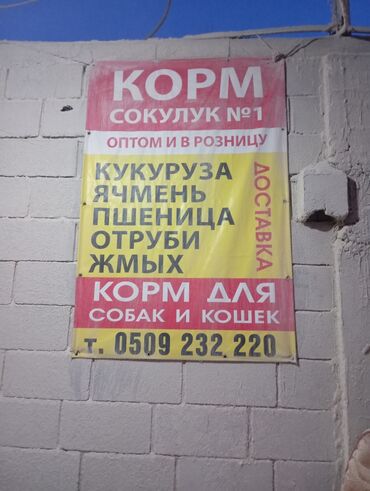 КОРМ
СОКУЛУК №1
ОПТОМ И В РОЗНИЦУ
КУКУРУЗА
ЯЧМЕНЬ
ПШЕНИЦА
ОТРУБИ
ЖМЫХ
ДОСТАВКА
КОРМ ДЛЯ
СОБАК И КОШЕК
т. 0509 232 220